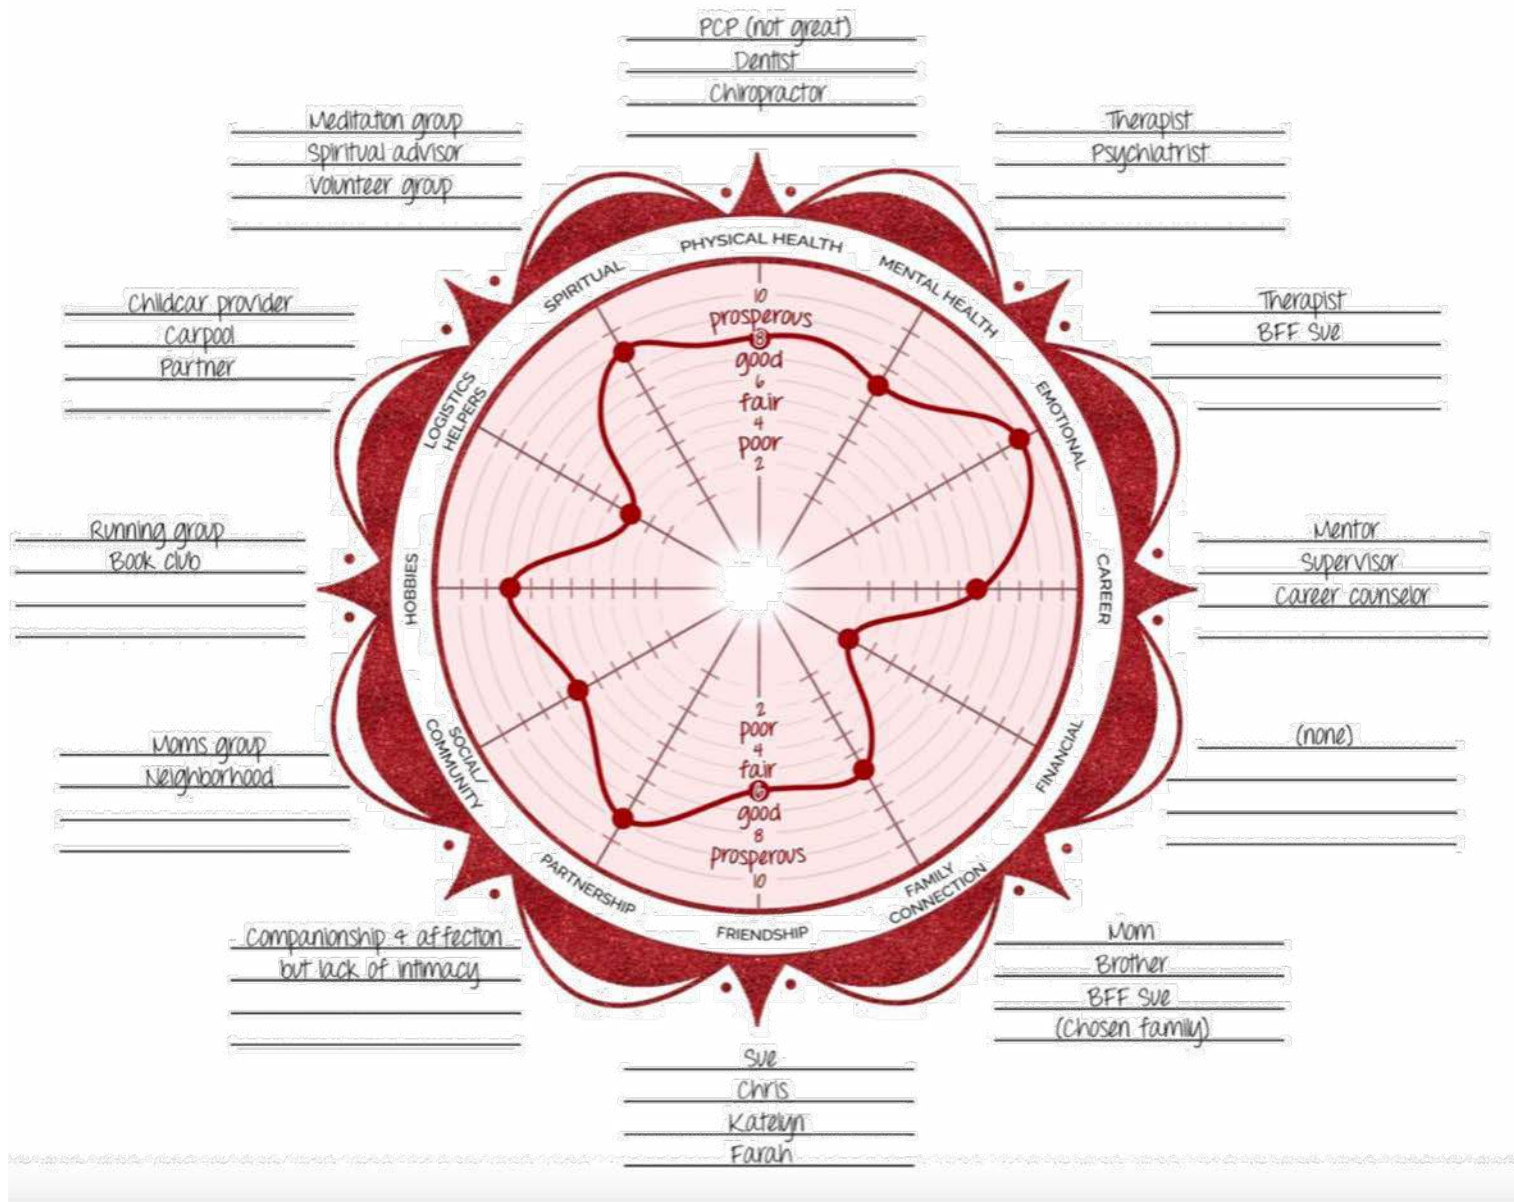 PCP (not great)
Dentist
Chiropractor
Meditation group
Spiritual advisor
Volunteer group
Therapist
Psychiatrist
Childcar provider
Carpool
Partner
Therapist
BFF Sue
Running group
Book club
Mentor
Supervisor
Career counselor
Moms group
Neighborhood
(none)
Companionship & affection
but lack of intimacy
Mom
Brother
BFF Sue
(Chosen family)
Sue
Chris
Katelyn
Farah
PHYSICAL HEALTH
MENTAL HEALTH
EMOTIONAL
CAREER
FINANCIAL
FAMILY
CONNECTION
FRIENDSHIP
PARTNERSHIP
SOCIAL/
COMMUNITY
HOBBIES
LOGISTICS
HELPERS
SPIRITUAL
10
prosperous
8
good
6
fair
4
poor
2
2
poor
4
fair
6
good
8
prosperous
10